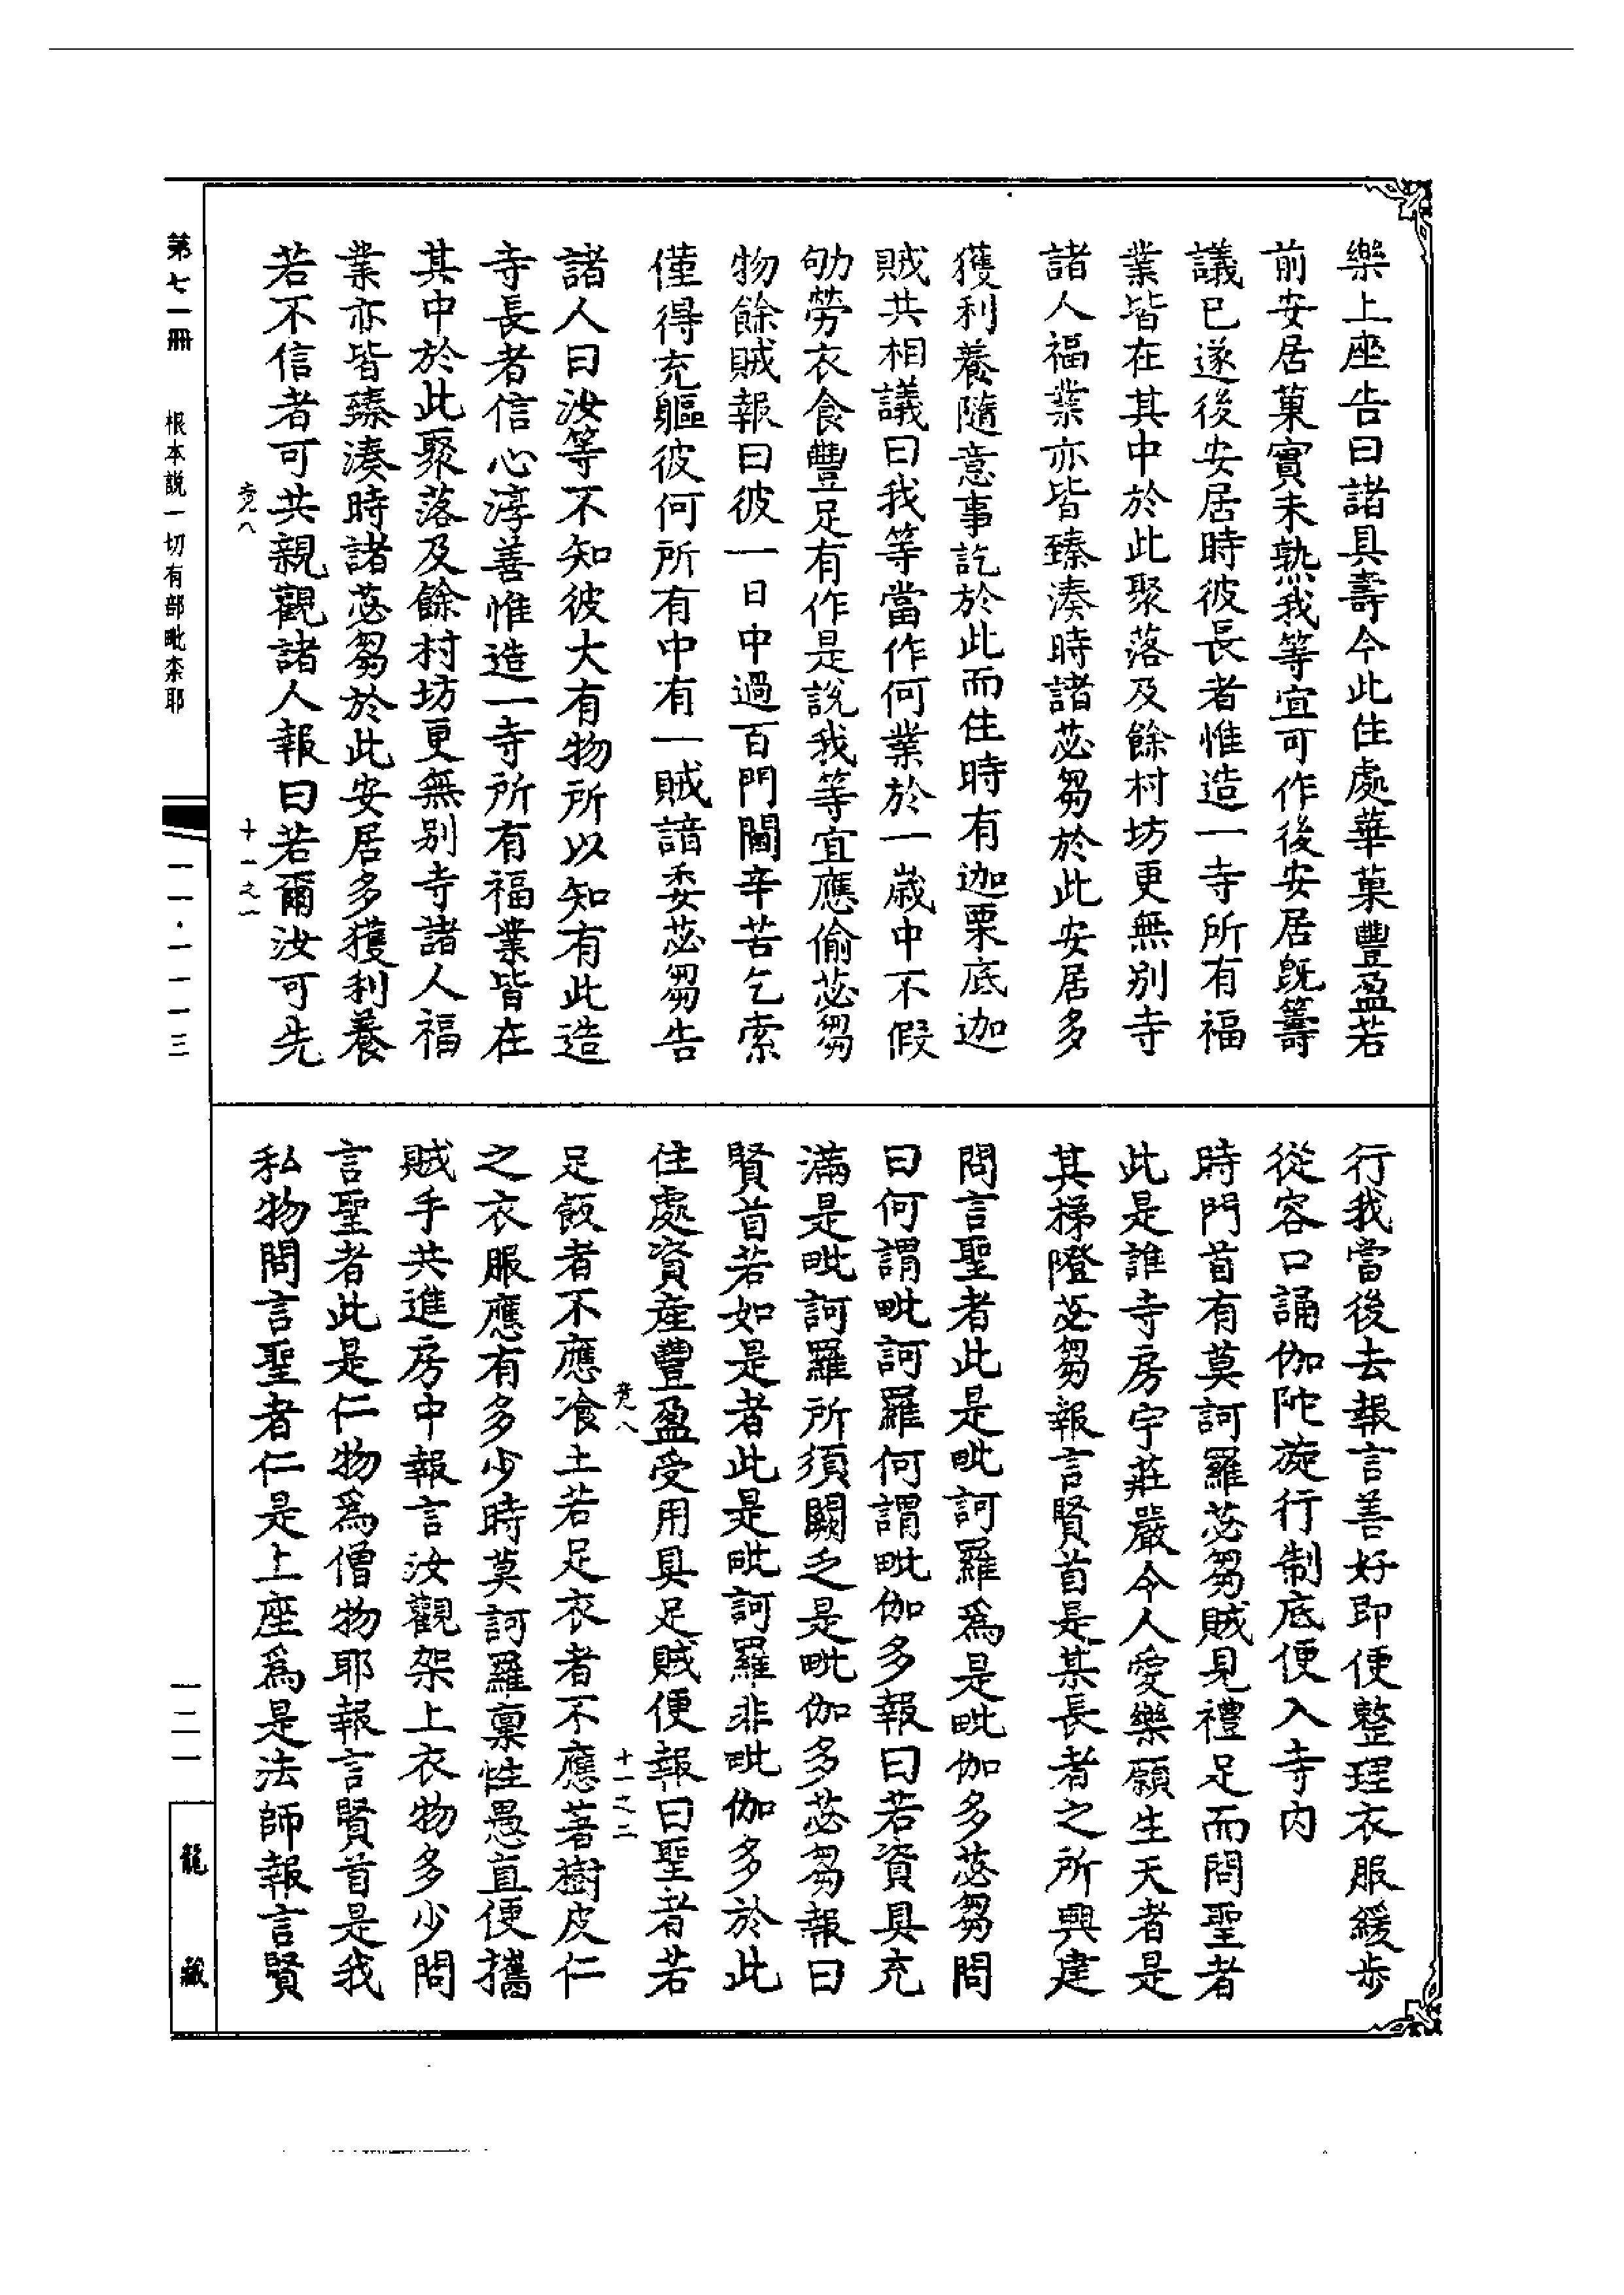 樂上座告曰諸具壽今此住處華菓豐盈若
前安居菓實未熟我等宜可作後安居旣籌
議已遂後安居時彼長者惟造一寺所有福
業皆在其中於此聚落及餘村坊更無別寺
諸人福業亦皆臻湊時諸苾芻於此安居多
獲利養隨意事訖於此而住時有迦栗底迦
賊共相議曰我等當作何業於一歲中不假
劬勞衣食豐足有作是說我等宜應偷苾芻
物餘賊報曰彼一日中過百門閫辛苦乞索
僅得充軀彼何所有中有一賊諳委苾芻告
諸人曰汝等不知彼大有物所以知有此造
寺長者信心淳善惟造一寺所有福業皆在
其中於此聚落及餘村坊更無別寺諸人福
業亦皆臻湊時諸苾芻於此安居多獲利養
若不信者可共親觀諸人報曰若爾汝可先
竟八
十一之一
行我當後去報言善好即便整理衣服緩步
從容口誦伽陀旋行制底便入寺內
時門首有莫訶羅苾芻賊見禮足而問聖者
此是誰寺房宇莊嚴令人愛樂願生天者是
其梯隥苾芻報言賢首是某長者之所興建
問言聖者此是毗訶羅為是毗伽多苾芻問
曰何謂毗訶羅何謂毗伽多報曰若資具充
滿是毗訶羅所須闕乏是毗伽多苾芻報曰
賢首若如是者此是毗訶羅非毗伽多於此
住處資產豐盈受用具足賊便報曰聖者若
竟八
十一之二
足飯者不應飡土若足衣者不應著樹皮仁
之衣服應有多少時莫訶羅稟性愚直便攜
賊手共進房中報言汝觀架上衣物多少問
言聖者此是仁物為僧物耶報言賢首是我
私物問言聖者仁是上座為是法師報言賢
第七一冊
根本說一切有部毗柰耶
一一·一一一三
一二一
龍藏